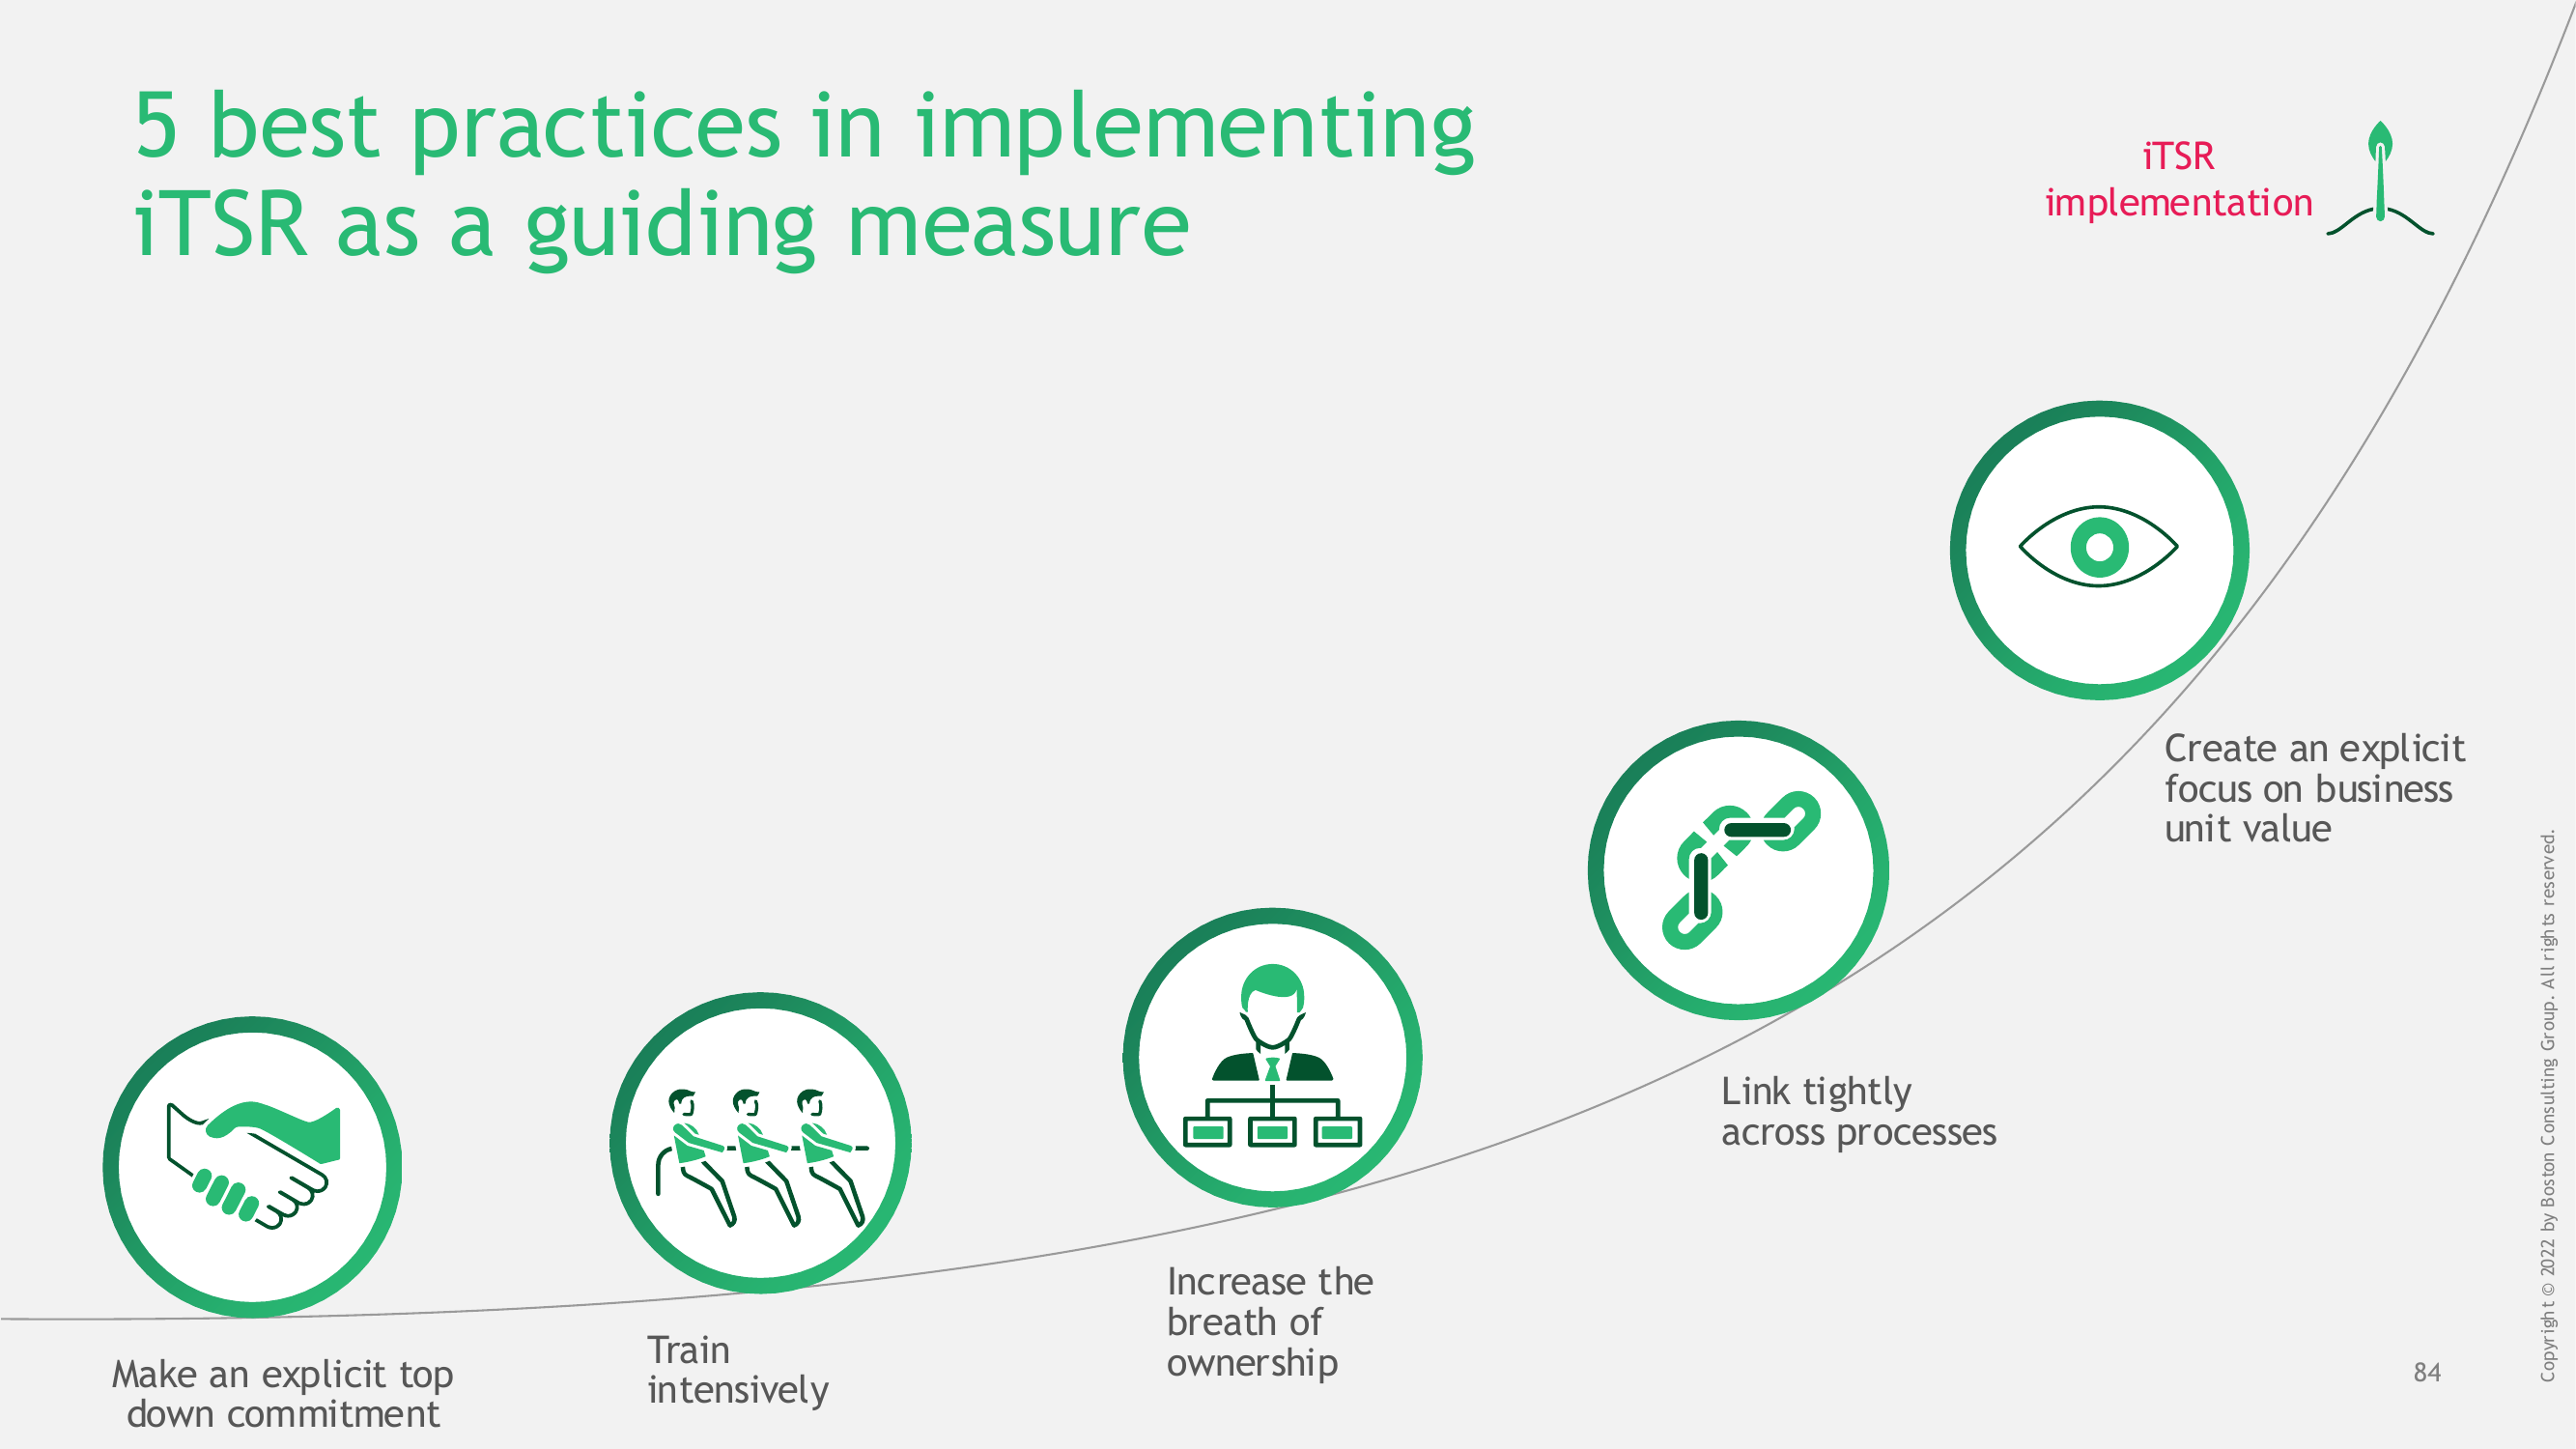 5 best practices in implementing
iTSR as a guiding measure
iTSR
implementation
Make an explicit top
down commitment
Train
intensively
Increase the
breath of
ownership
Link tightly
across processes
Create an explicit
focus on business
unit value
84
Copyright © 2022 by Boston Consulting Group. All rights reserved.